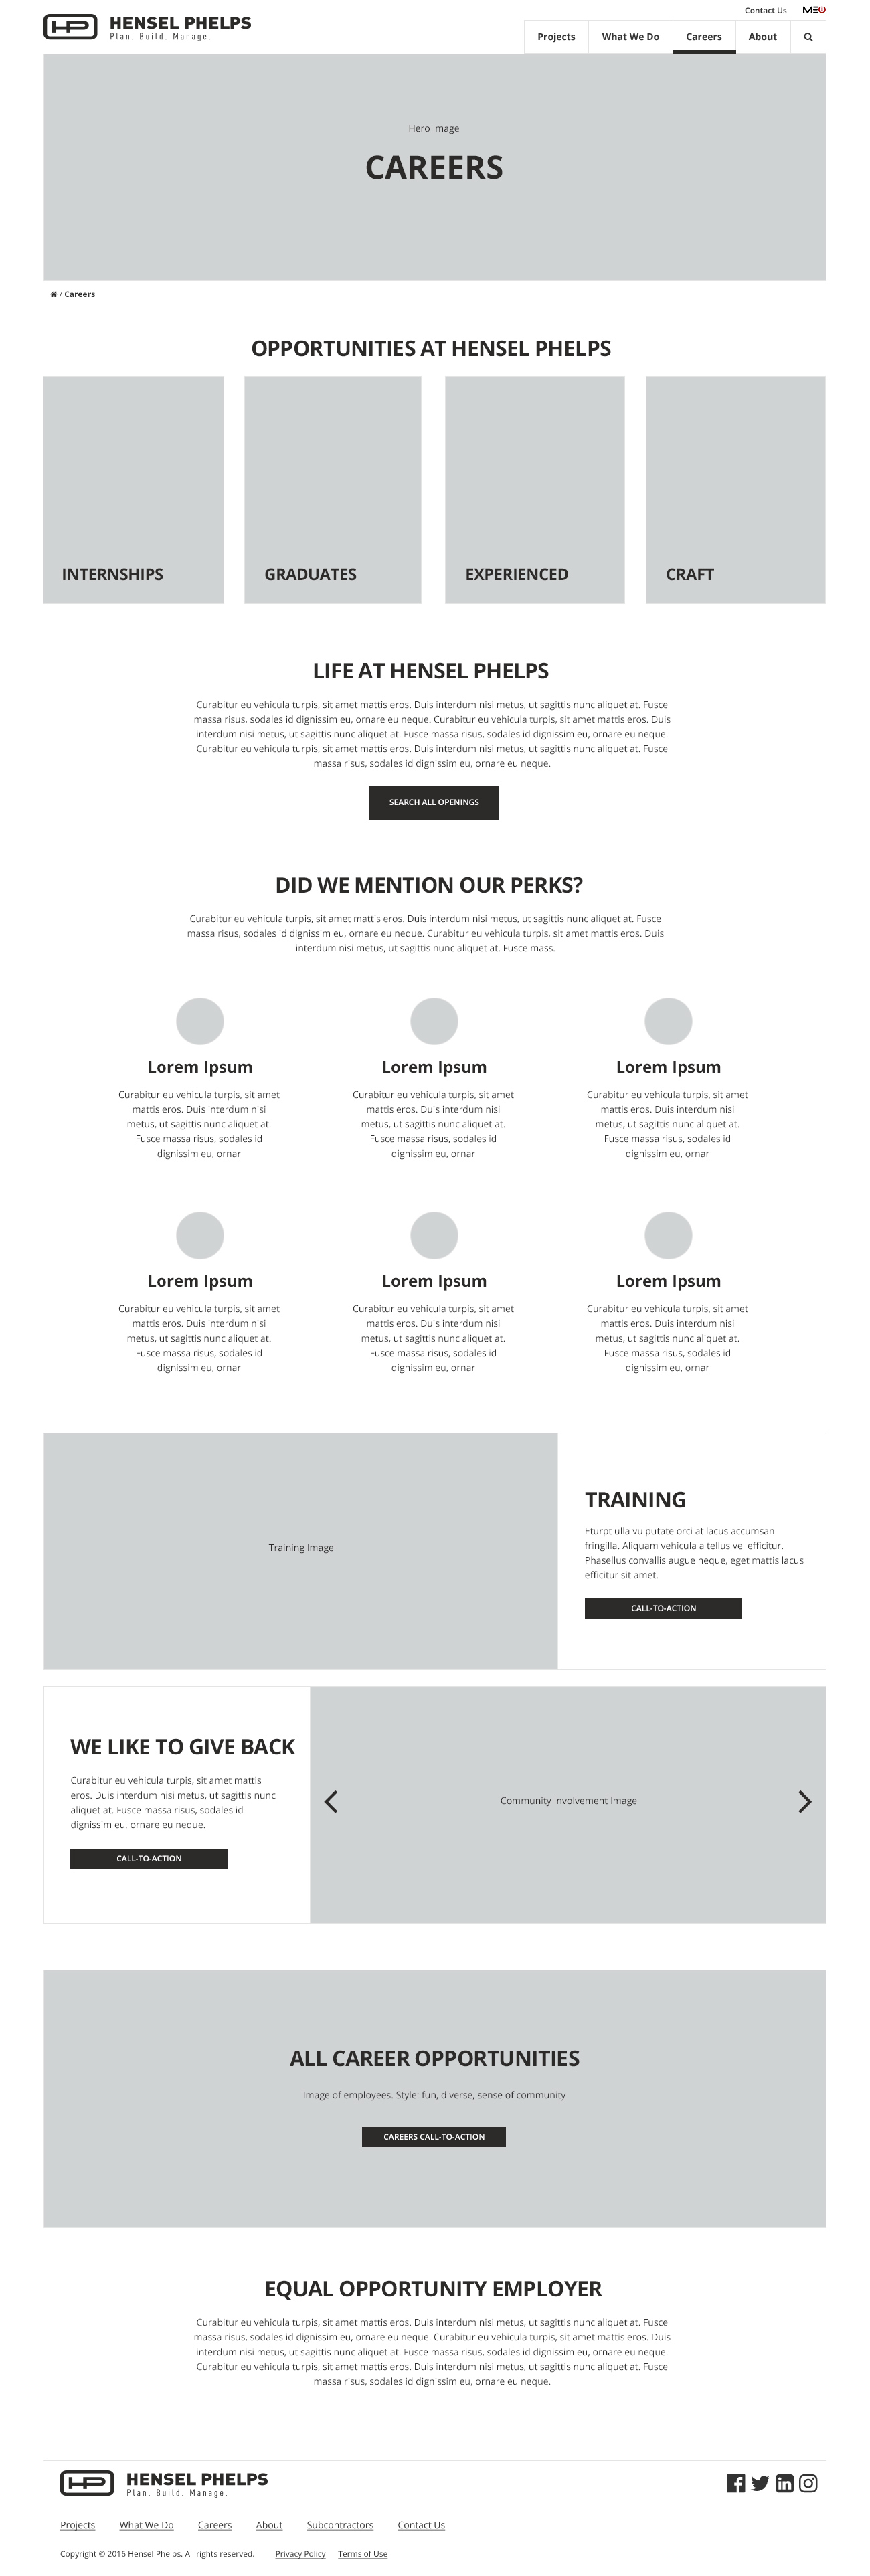 Contact Us MEO
HP HENSEL PHELPS
Plan. Build. Manage.
Projects What We Do Careers About
Hero Image
CAREERS
/ Careers
OPPORTUNITIES AT HENSEL PHELPS
INTERNSHIPS GRADUATES EXPERIENCED CRAFT
LIFE AT HENSEL PHELPS
Curabitur eu vehicula turpis, sit amet mattis eros. Duis interdum nisi metus, ut sagittis nunc aliquet at. Fusce
massa risus, sodales id dignissim eu, ornare eu neque. Curabitur eu vehicula turpis, sit amet mattis eros. Duis
interdum nisi metus, ut sagittis nunc aliquet at. Fusce massa risus, sodales id dignissim eu, ornare eu neque.
Curabitur eu vehicula turpis, sit amet mattis eros. Duis interdum nisi metus, ut sagittis nunc aliquet at. Fusce
massa risus, sodales id dignissim eu, ornare eu neque.
SEARCH ALL OPENINGS
DID WE MENTION OUR PERKS?
Curabitur eu vehicula turpis, sit amet mattis eros. Duis interdum nisi metus, ut sagittis nunc aliquet at. Fusce
massa risus, sodales id dignissim eu, ornare eu neque. Curabitur eu vehicula turpis, sit amet mattis eros. Duis
interdum nisi metus, ut sagittis nunc aliquet at. Fusce mass.
Lorem Ipsum
Curabitur eu vehicula turpis, sit amet
mattis eros. Duis interdum nisi
metus, ut sagittis nunc aliquet at.
Fusce massa risus, sodales id
dignissim eu, ornar
Lorem Ipsum
Curabitur eu vehicula turpis, sit amet
mattis eros. Duis interdum nisi
metus, ut sagittis nunc aliquet at.
Fusce massa risus, sodales id
dignissim eu, ornar
Lorem Ipsum
Curabitur eu vehicula turpis, sit amet
mattis eros. Duis interdum nisi
metus, ut sagittis nunc aliquet at.
Fusce massa risus, sodales id
dignissim eu, ornar
Lorem Ipsum
Curabitur eu vehicula turpis, sit amet
mattis eros. Duis interdum nisi
metus, ut sagittis nunc aliquet at.
Fusce massa risus, sodales id
dignissim eu, ornar
Lorem Ipsum
Curabitur eu vehicula turpis, sit amet
mattis eros. Duis interdum nisi
metus, ut sagittis nunc aliquet at.
Fusce massa risus, sodales id
dignissim eu, ornar
Lorem Ipsum
Curabitur eu vehicula turpis, sit amet
mattis eros. Duis interdum nisi
metus, ut sagittis nunc aliquet at.
Fusce massa risus, sodales id
dignissim eu, ornar
Training Image
TRAINING
Eturpt ulla vulputate orci at lacus accumsan
fringilla. Aliquam vehicula a tellus vel efficitur.
Phasellus convallis augue neque, eget mattis lacus
efficitur sit amet.
CALL-TO-ACTION
WE LIKE TO GIVE BACK
Curabitur eu vehicula turpis, sit amet mattis
eros. Duis interdum nisi metus, ut sagittis nunc
aliquet at. Fusce massa risus, sodales id
dignissim eu, ornare eu neque.
CALL-TO-ACTION
Community Involvement Image
ALL CAREER OPPORTUNITIES
Image of employees. Style: fun, diverse, sense of community
CAREERS CALL-TO-ACTION
EQUAL OPPORTUNITY EMPLOYER
Curabitur eu vehicula turpis, sit amet mattis eros. Duis interdum nisi metus, ut sagittis nunc aliquet at. Fusce
massa risus, sodales id dignissim eu, ornare eu neque. Curabitur eu vehicula turpis, sit amet mattis eros. Duis
interdum nisi metus, ut sagittis nunc aliquet at. Fusce massa risus, sodales id dignissim eu, ornare eu neque.
Curabitur eu vehicula turpis, sit amet mattis eros. Duis interdum nisi metus, ut sagittis nunc aliquet at. Fusce
massa risus, sodales id dignissim eu, ornare eu neque.
HP HENSEL PHELPS
Plan. Build. Manage.
Projects What We Do Careers About Subcontractors Contact Us
Copyright © 2016 Hensel Phelps. All rights reserved. Privacy Policy Terms of Use